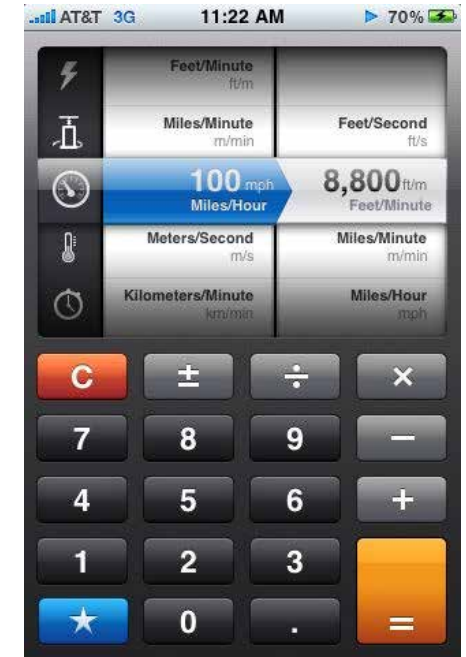 AT&T 3G 11:22 AM 70%
Feet/Minute
ft/m
Miles/Minute Feet/Second
m/min ft/s
100 mph 8,800 ft/m
Miles/Hour Feet/Minute
Meters/Second Miles/Minute
m/s m/min
Kilometers/Minute Miles/Hour
km/min mph
C ± ÷ ×
7 8 9 −
4 5 6 +
1 2 3
0 . =